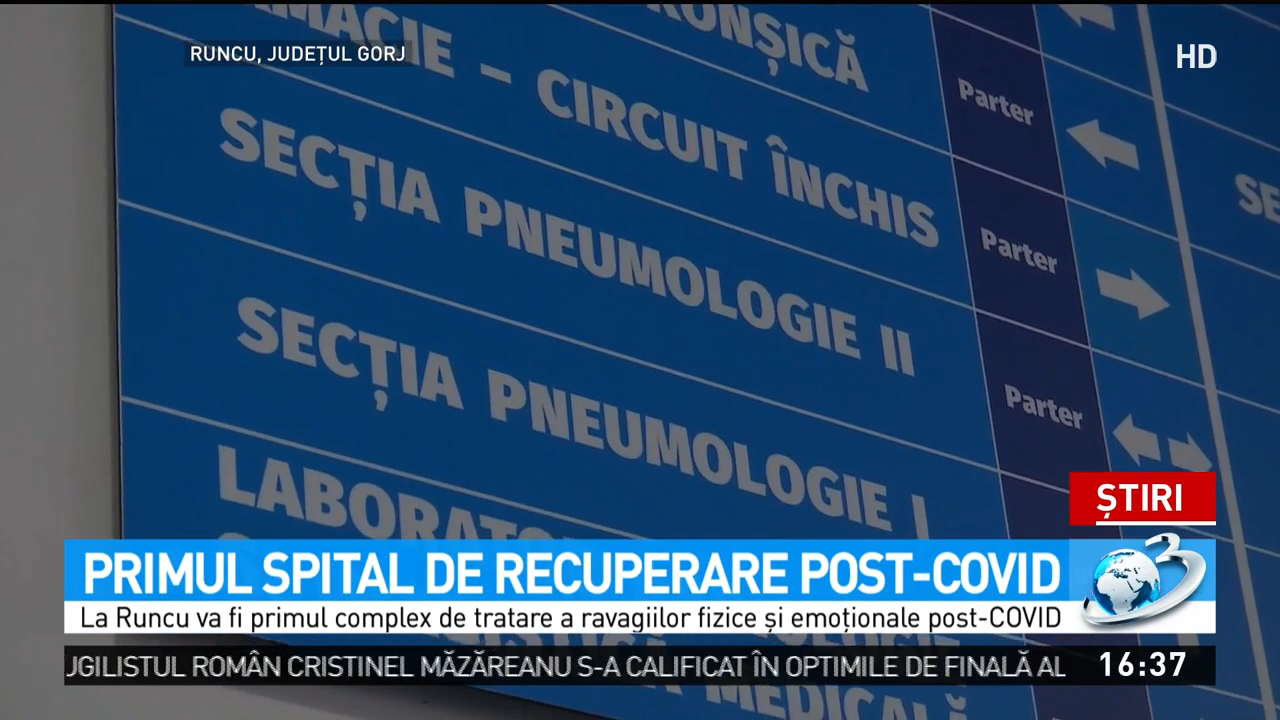 RUNCU, JUDEȚUL GORJ
HD
CIRCUIT ÎNCHIS
Parter
SECȚIA PNEUMOLOGIE II
Parter
SECȚIA PNEUMOLOGIE I
Parter
ȘTIRI
PRIMUL SPITAL DE RECUPERARE POST-COVID
3
La Runcu va fi primul complex de tratare a ravagiilor fizice și emoționale post-COVID
ROMÂN CRISTINEL MĂZĂREANU S-A CALIFICAT ÎN OPTIMILE DE FINALĂ AL
16:37
MEDICALĂ